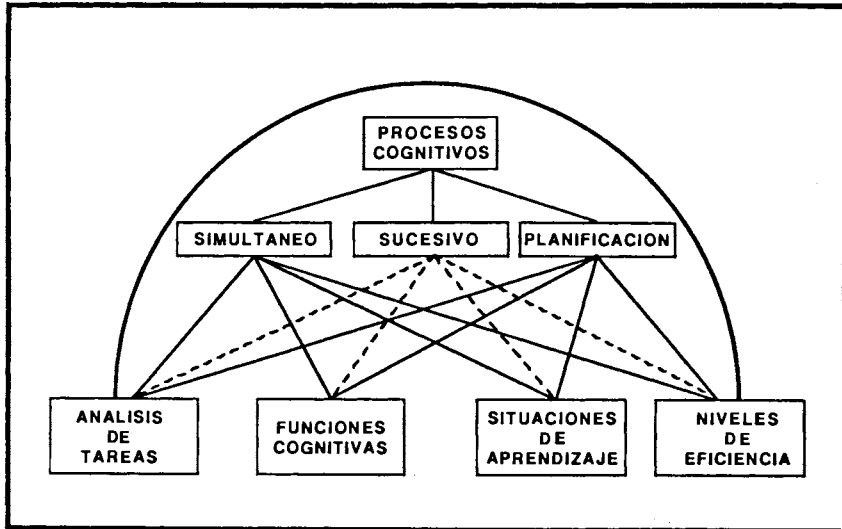 PROCESOS
COGNITIVOS
SIMULTANEO
SUCESIVO
PLANIFICACION
ANALISIS
DE
TAREAS
FUNCIONES
COGNITIVAS
SITUACIONES
DE
APRENDIZAJE
NIVELES
DE
EFICIENCIA